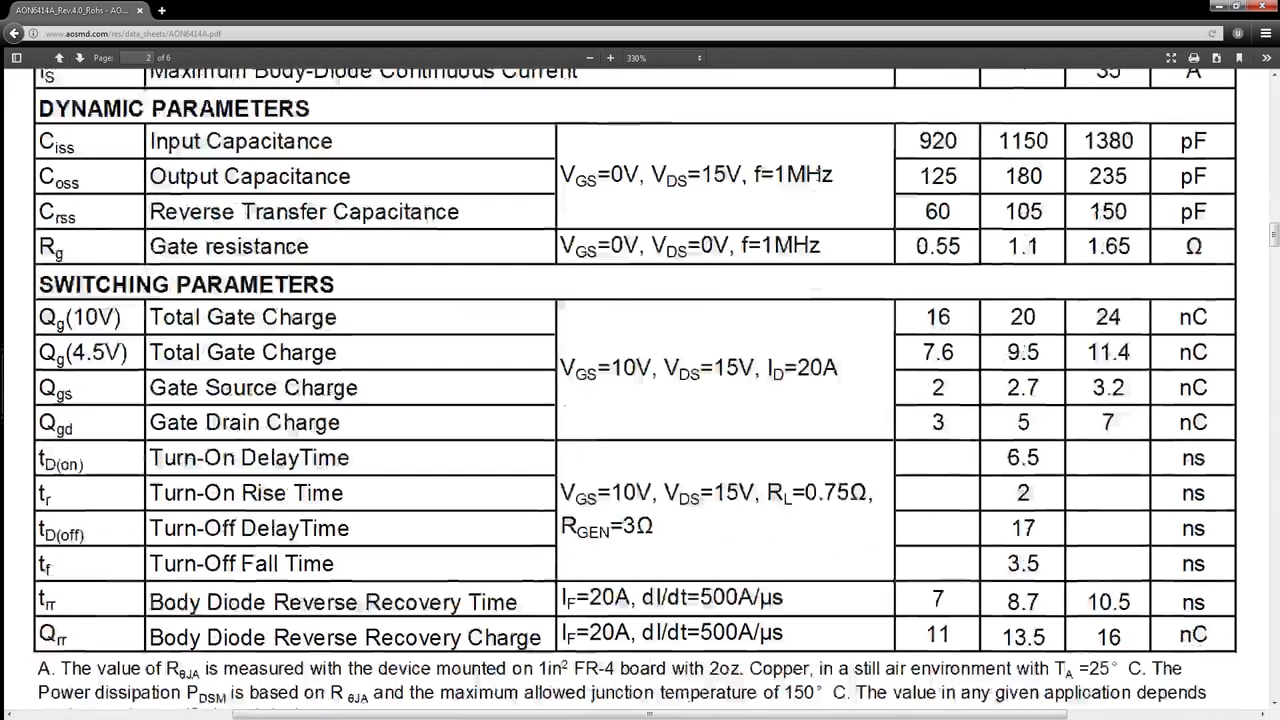 AON6414A_Rev.4.0_Rohs - AO...
www.aosmd.com/res/data_sheets/AON6414A.pdf
Page: 2 of 6 330%
IS Maximum Body-Diode Continuous Current 35 A
DYNAMIC PARAMETERS
Ciss Input Capacitance 920 1150 1380 pF
VGS=0V, VDS=15V, f=1MHz
Coss Output Capacitance 125 180 235 pF
Crss Reverse Transfer Capacitance 60 105 150 pF
Rg Gate resistance VGS=0V, VDS=0V, f=1MHz 0.55 1.1 1.65 Ω
SWITCHING PARAMETERS
Qg(10V) Total Gate Charge 16 20 24 nC
Qg(4.5V) Total Gate Charge 7.6 9.5 11.4 nC
VGS=10V, VDS=15V, ID=20A
Qgs Gate Source Charge 2 2.7 3.2 nC
Qgd Gate Drain Charge 3 5 7 nC
tD(on) Turn-On DelayTime 6.5 ns
tr Turn-On Rise Time VGS=10V, VDS=15V, RL=0.75Ω, 2 ns
RGEN=3Ω
tD(off) Turn-Off DelayTime 17 ns
tf Turn-Off Fall Time 3.5 ns
trr Body Diode Reverse Recovery Time IF=20A, dI/dt=500A/µs 7 8.7 10.5 ns
Qrr Body Diode Reverse Recovery Charge IF=20A, dI/dt=500A/µs 11 13.5 16 nC
A. The value of RθJA is measured with the device mounted on 1in² FR-4 board with 2oz. Copper, in a still air environment with TA =25° C. The
Power dissipation PDSM is based on R θJA and the maximum allowed junction temperature of 150° C. The value in any given application depends